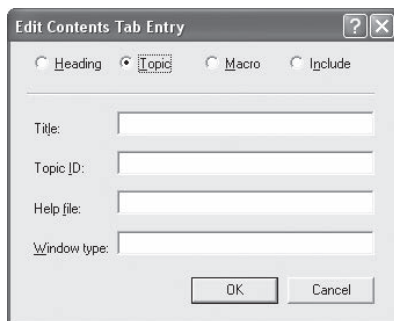 Edit Contents Tab Entry
Heading Topic Macro Include
Title:
Topic ID:
Help file:
Window type:
OK Cancel